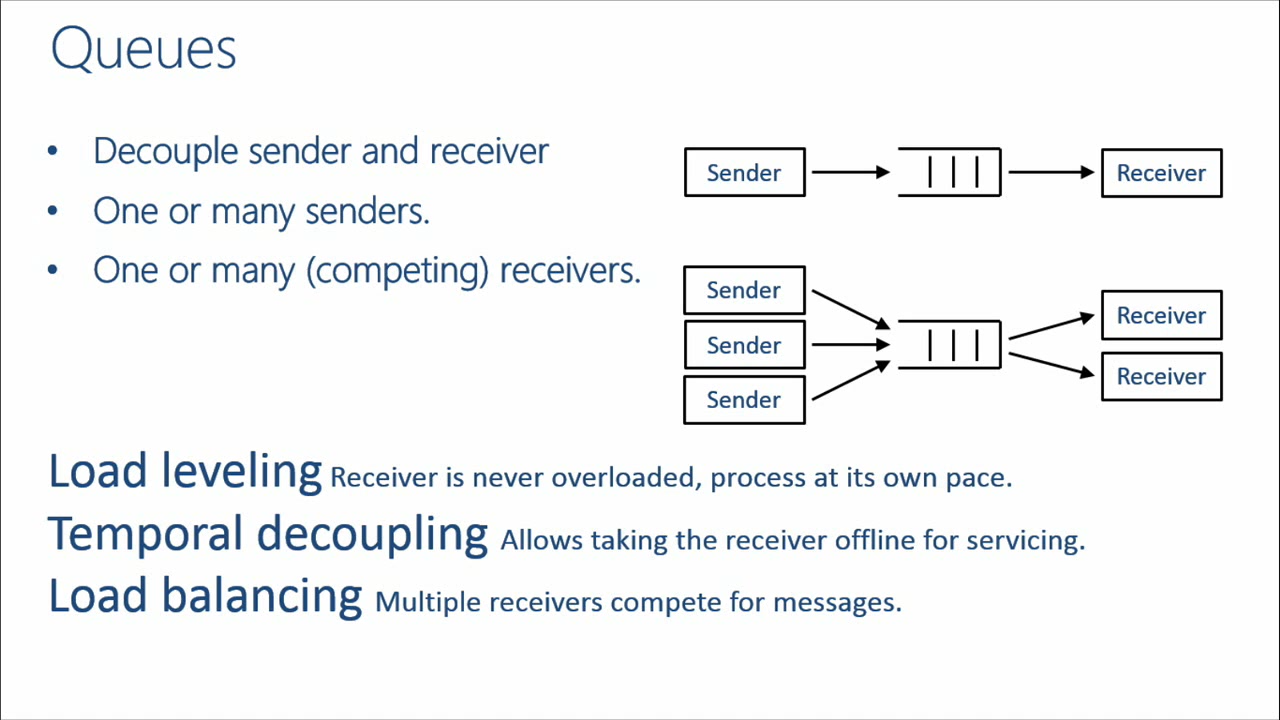 Queues
• Decouple sender and receiver
• One or many senders.
• One or many (competing) receivers.
Sender
Receiver
Sender
Sender
Sender
Receiver
Receiver
Load leveling Receiver is never overloaded, process at its own pace.
Temporal decoupling Allows taking the receiver offline for servicing.
Load balancing Multiple receivers compete for messages.